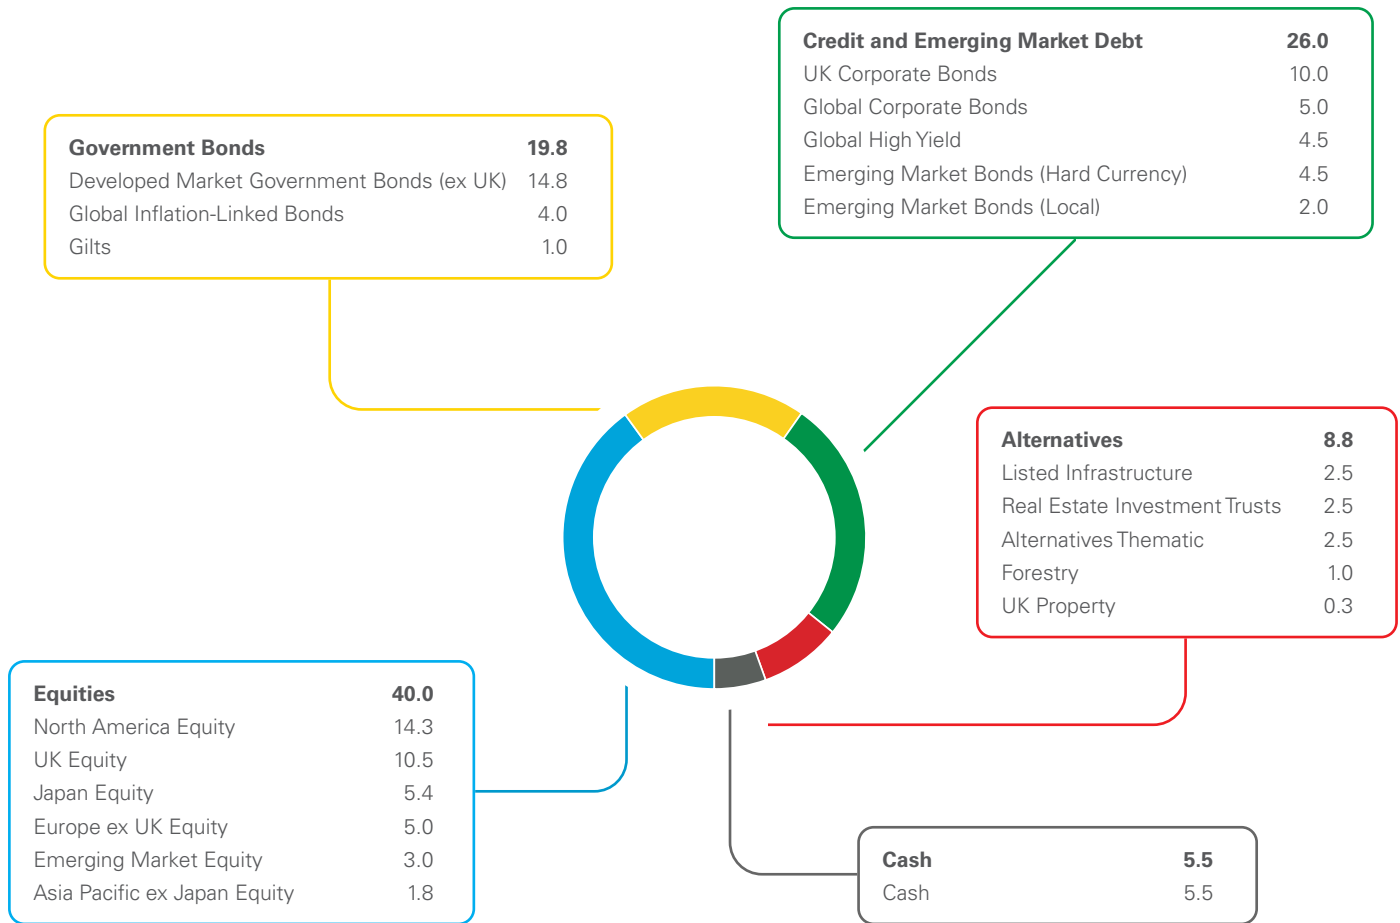 Credit and Emerging Market Debt 26.0
UK Corporate Bonds 10.0
Global Corporate Bonds 5.0
Global High Yield 4.5
Emerging Market Bonds (Hard Currency) 4.5
Emerging Market Bonds (Local) 2.0
Government Bonds 19.8
Developed Market Government Bonds (ex UK) 14.8
Global Inflation-Linked Bonds 4.0
Gilts 1.0
Alternatives 8.8
Listed Infrastructure 2.5
Real Estate Investment Trusts 2.5
Alternatives Thematic 2.5
Forestry 1.0
UK Property 0.3
Equities 40.0
North America Equity 14.3
UK Equity 10.5
Japan Equity 5.4
Europe ex UK Equity 5.0
Emerging Market Equity 3.0
Asia Pacific ex Japan Equity 1.8
Cash 5.5
Cash 5.5